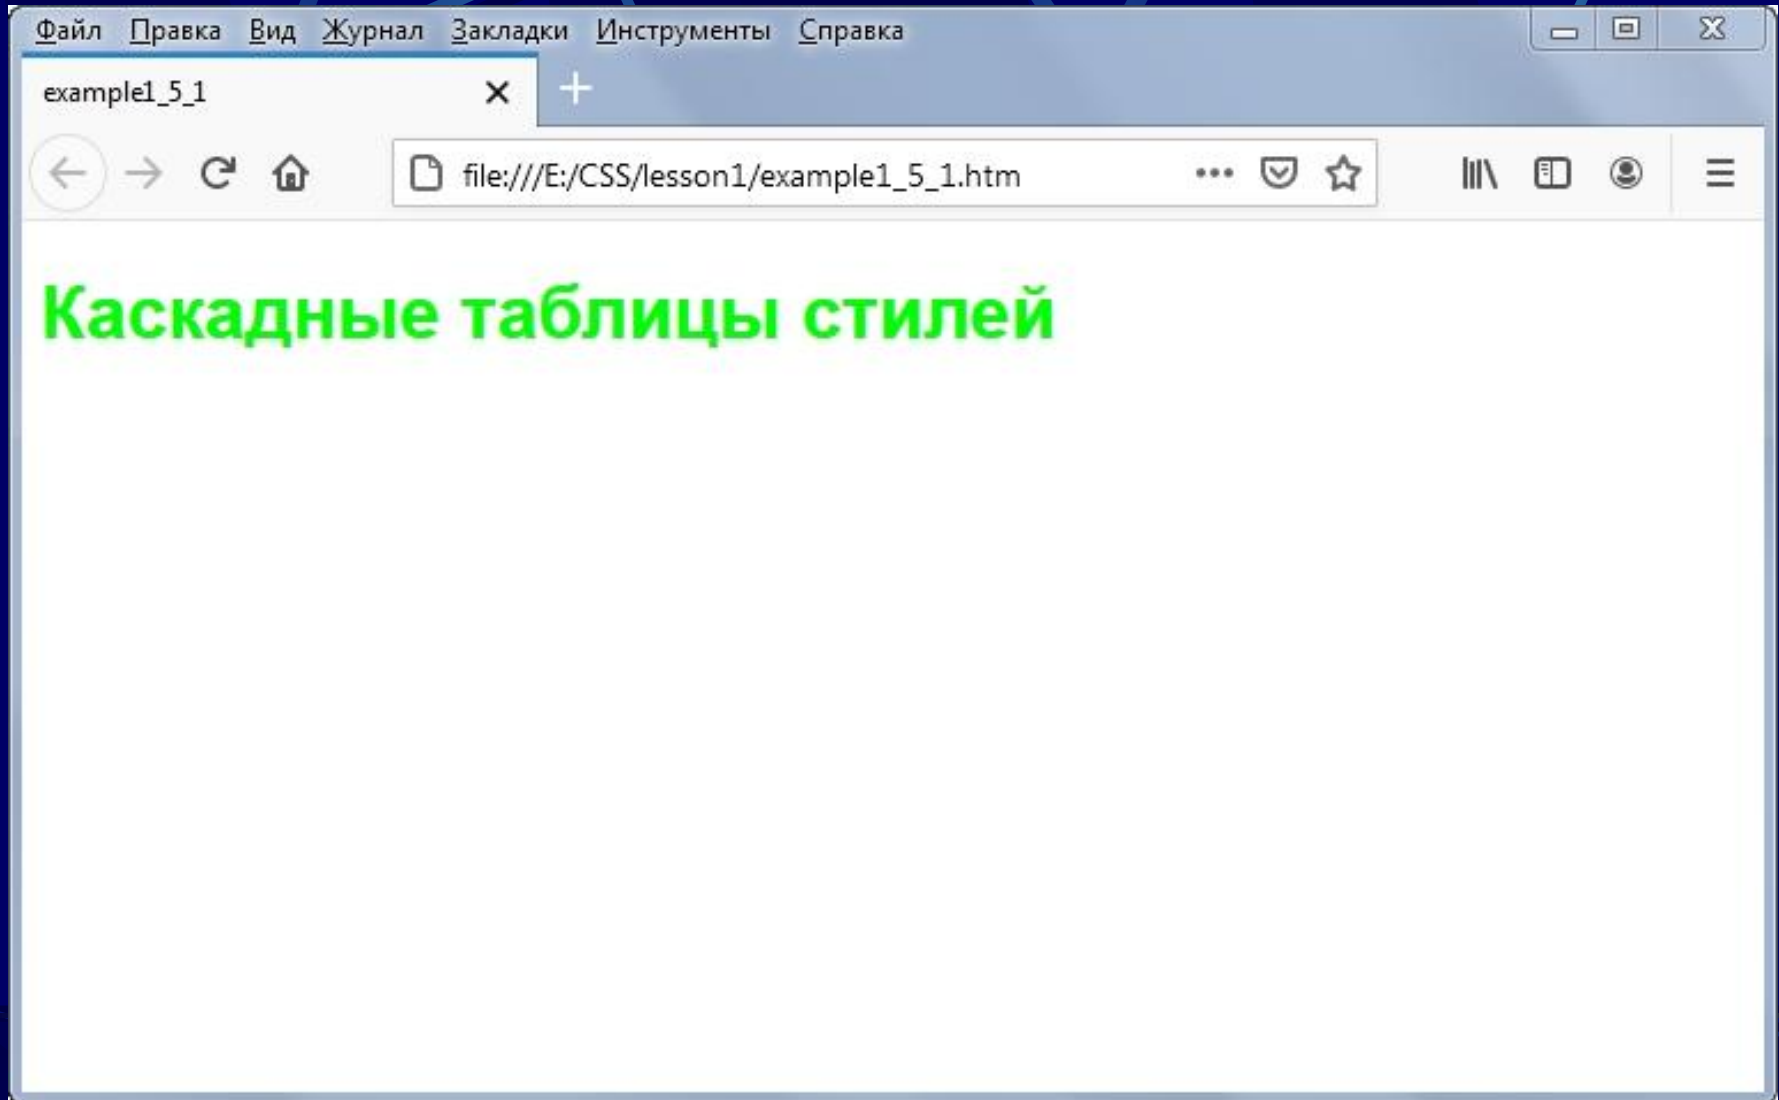 Файл Правка Вид Журнал Закладки Инструменты Справка
example1_5_1
file:///E:/CSS/lesson1/example1_5_1.htm
Каскадные таблицы стилей